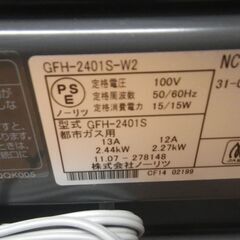 GFH-2401S-W2
PS
E
ノーリツ
定格電圧 100V
定格周波数 50/60Hz
定格消費電力 15/15W
型式 GFH-2401S
都市ガス用
13A 12A
2.44kW 2.27kW
11.07-278148
株式会社ノーリツ
NC
31-0
CF14 02199
QK005